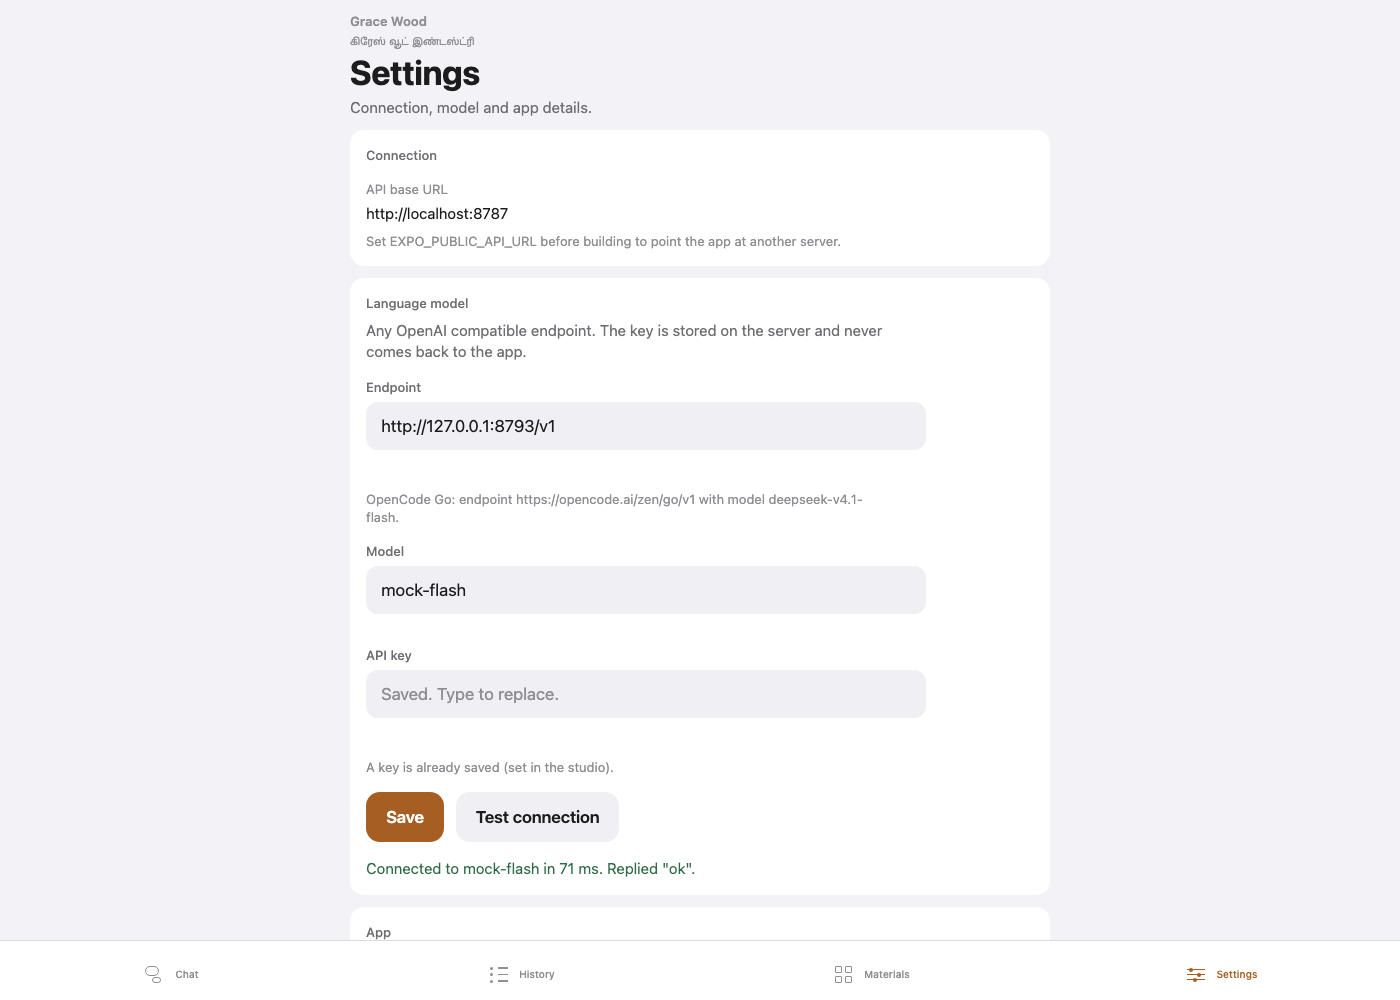 Grace Wood
கிரேஸ் வூட் இண்டஸ்ட்ரி
Settings
Connection, model and app details.
Connection
API base URL
http://localhost:8787
Set EXPO_PUBLIC_API_URL before building to point the app at another server.
Language model
Any OpenAI compatible endpoint. The key is stored on the server and never
comes back to the app.
Endpoint
http://127.0.0.1:8793/v1
OpenCode Go: endpoint https://opencode.ai/zen/go/v1 with model deepseek-v4.1-
flash.
Model
mock-flash
API key
Saved. Type to replace.
A key is already saved (set in the studio).
Save
Test connection
Connected to mock-flash in 71 ms. Replied "ok".
App
Chat
History
Materials
Settings